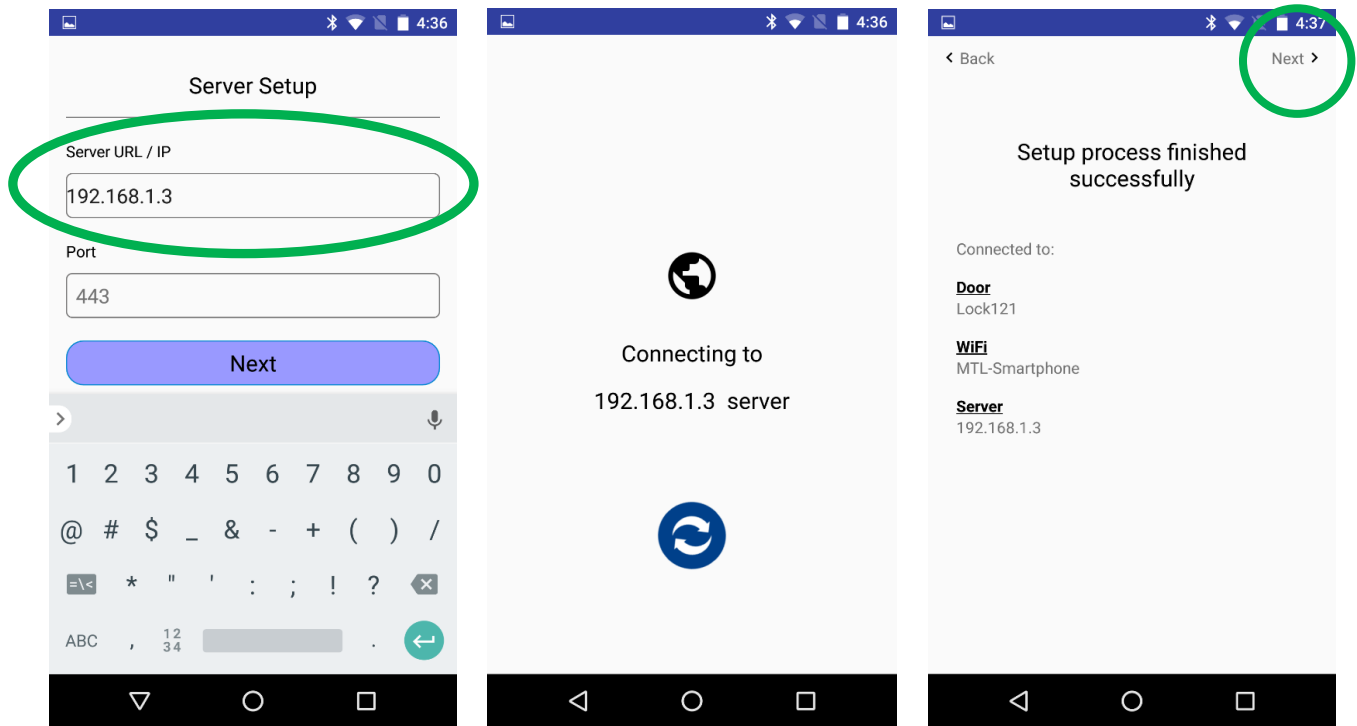 4:36
Server Setup
Server URL / IP
192.168.1.3
Port
443
Next
1 2 3 4 5 6 7 8 9 0
@ # $ _ & - + ( ) /
=\< * " ' : ; ! ?
ABC , 12 34 .
4:36
Connecting to
192.168.1.3 server
4:37
Back Next
Setup process finished
successfully
Connected to:
Door
Lock121
WiFi
MTL-Smartphone
Server
192.168.1.3